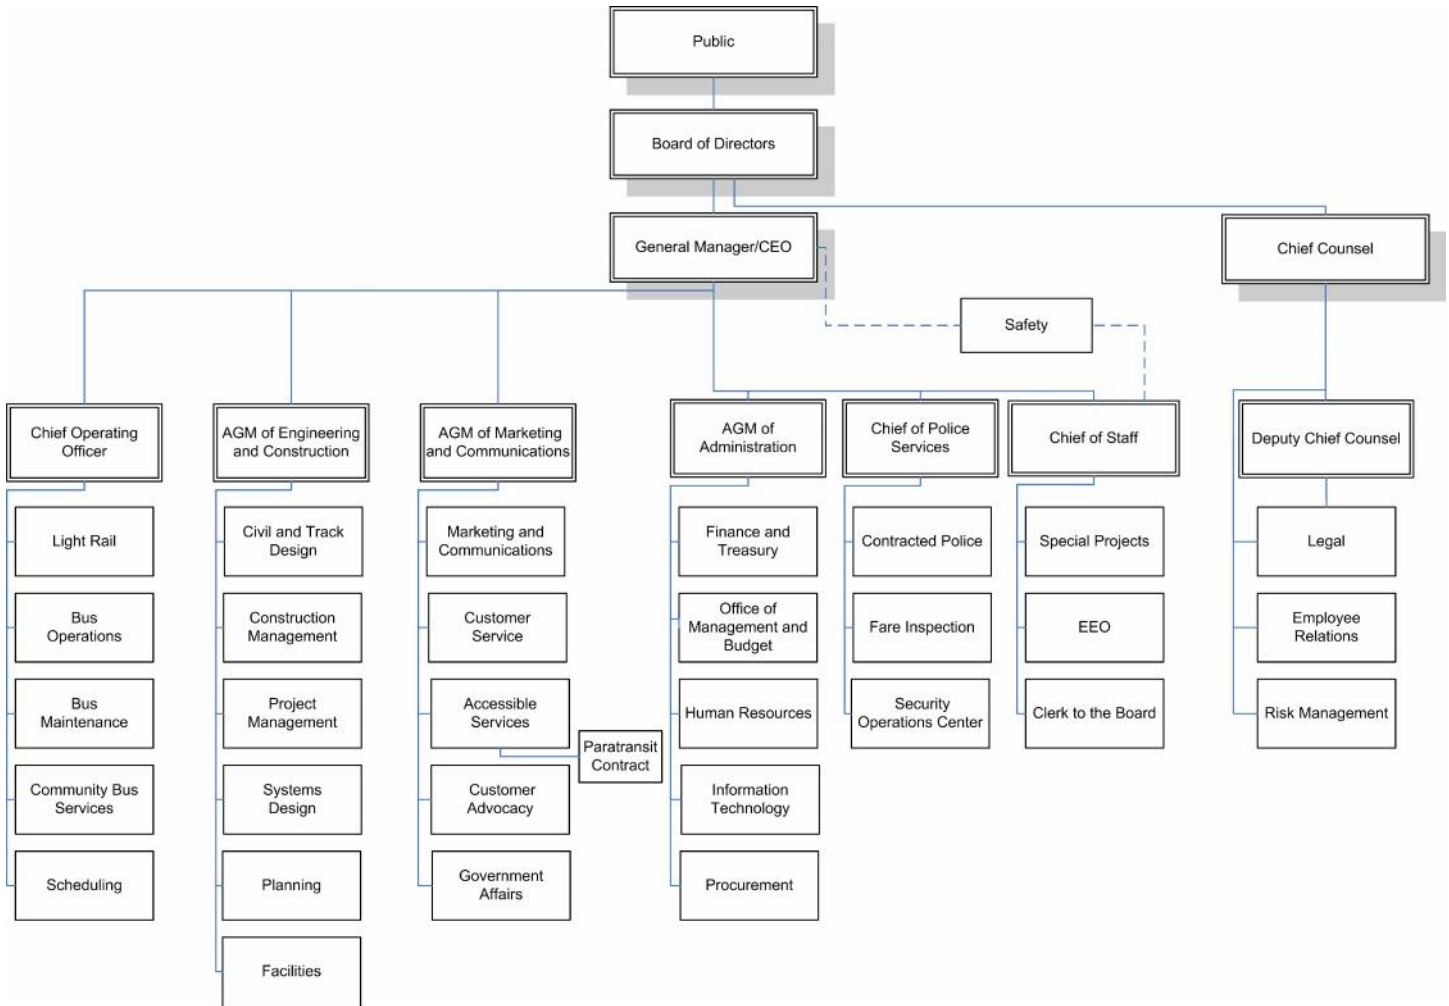 Public
Board of Directors
General Manager/CEO
Chief Counsel
Safety
Chief Operating
Officer
AGM of Engineering
and Construction
AGM of Marketing
and Communications
AGM of
Administration
Chief of Police
Services
Chief of Staff
Deputy Chief Counsel
Light Rail
Bus
Operations
Bus
Maintenance
Community Bus
Services
Scheduling
Civil and Track
Design
Construction
Management
Project
Management
Systems
Design
Planning
Facilities
Marketing and
Communications
Customer
Service
Accessible
Services
Paratransit
Contract
Customer
Advocacy
Government
Affairs
Finance and
Treasury
Office of
Management and
Budget
Human Resources
Information
Technology
Procurement
Contracted Police
Fare Inspection
Security
Operations Center
Special Projects
EEO
Clerk to the Board
Legal
Employee
Relations
Risk Management